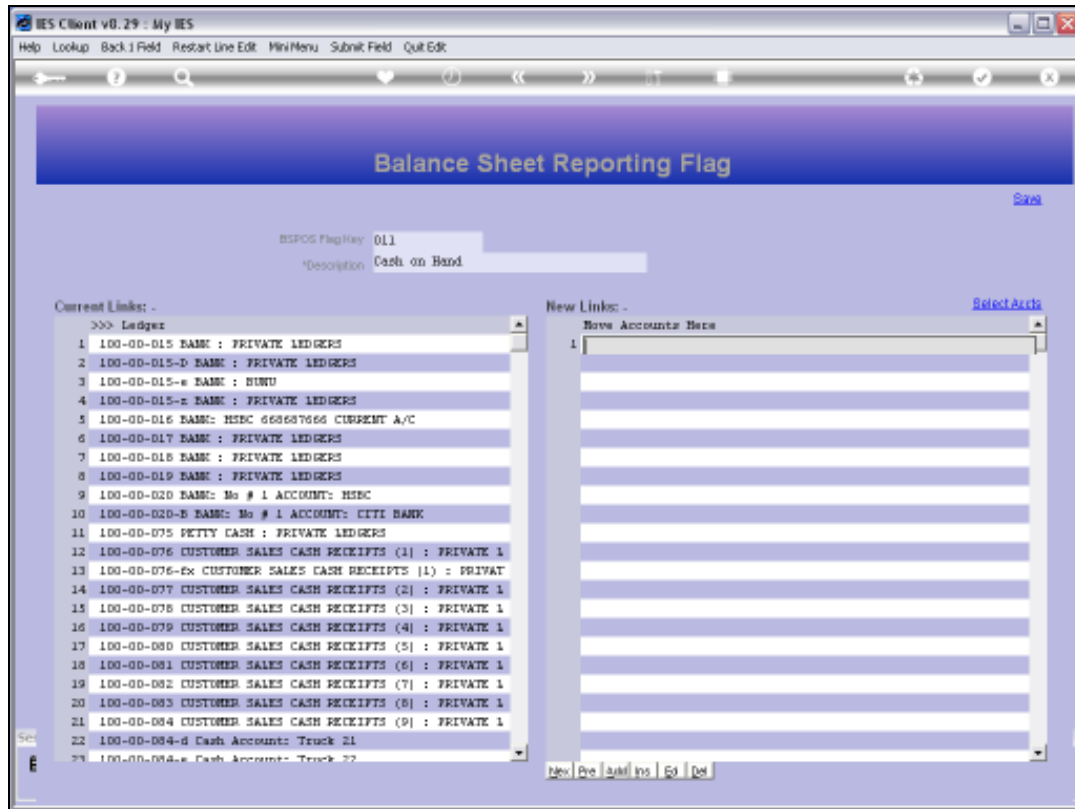 IES Client v8.29 : My IES
Help Lookup Back 1 Field Restart Line Edit MiniMenu Submit Field Quit Edit
Balance Sheet Reporting Flag
Save
BSPOS Flag Key 011
*Description Cash on Hand
Current Links: -
New Links: -
Select Accts
>>> Ledger
Move Accounts Here
1 100-00-015 BANK : PRIVATE LEDGERS
1
2 100-00-015-D BANK : PRIVATE LEDGERS
3 100-00-015-e BANK : BUNU
4 100-00-015-z BANK : PRIVATE LEDGERS
5 100-00-016 BANK: HSBC 668687666 CURRENT A/C
6 100-00-017 BANK : PRIVATE LEDGERS
7 100-00-018 BANK : PRIVATE LEDGERS
8 100-00-019 BANK : PRIVATE LEDGERS
9 100-00-020 BANK: No # 1 ACCOUNT: HSBC
10 100-00-020-B BANK: No # 1 ACCOUNT: CITI BANK
11 100-00-075 PETTY CASH : PRIVATE LEDGERS
12 100-00-076 CUSTOMER SALES CASH RECEIPTS (1) : PRIVATE L
13 100-00-076-fx CUSTOMER SALES CASH RECEIPTS (1) : PRIVAT
14 100-00-077 CUSTOMER SALES CASH RECEIPTS (2) : PRIVATE L
15 100-00-078 CUSTOMER SALES CASH RECEIPTS (3) : PRIVATE L
16 100-00-079 CUSTOMER SALES CASH RECEIPTS (4) : PRIVATE L
17 100-00-080 CUSTOMER SALES CASH RECEIPTS (5) : PRIVATE L
18 100-00-081 CUSTOMER SALES CASH RECEIPTS (6) : PRIVATE L
19 100-00-082 CUSTOMER SALES CASH RECEIPTS (7) : PRIVATE L
20 100-00-083 CUSTOMER SALES CASH RECEIPTS (8) : PRIVATE L
21 100-00-084 CUSTOMER SALES CASH RECEIPTS (9) : PRIVATE L
22 100-00-084-d Cash Account: Truck 21
23 100-00-084-e Cash Account: Truck 22
Nex Pre Add Ins Ed Del